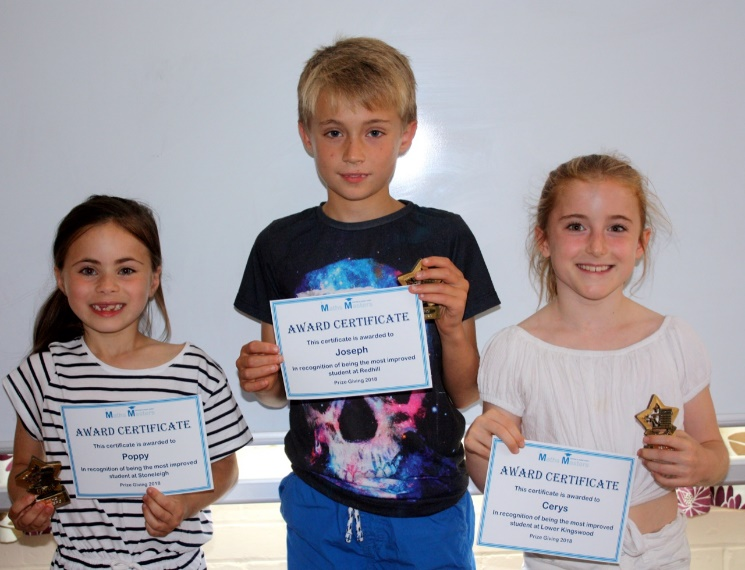 Maths Mad
AWARD CERTIFICATE
This certificate is awarded to
Poppy
In recognition of being the most improved
student at Stoneleigh
Prize Giving 2018
AWARD CERTIFICATE
This certificate is awarded to
Joseph
In recognition of being the most improved
student at Redhill
Prize Giving 2018
AWARD CERTIFICATE
This certificate is awarded to
Cerys
In recognition of being the most improved
student at Lower Kingswood
Prize Giving 2018